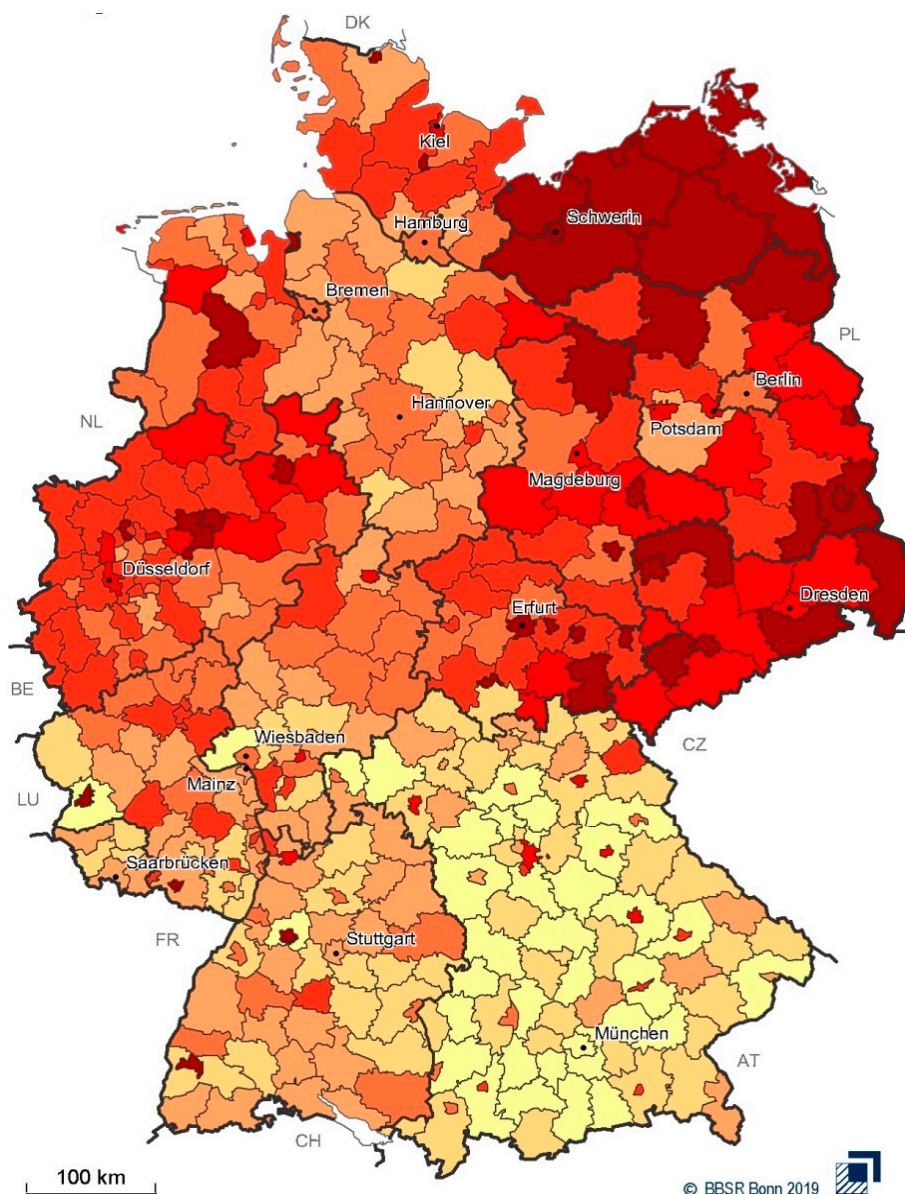 DK
Kiel
Hamburg
Schwerin
Bremen
PL
Berlin
Hannover
NL
Potsdam
Magdeburg
Düsseldorf
Dresden
Erfurt
BE
Wiesbaden
CZ
Mainz
LU
Saarbrücken
FR
Stuttgart
München
AT
CH
100 km
© BBSR Bonn 2019